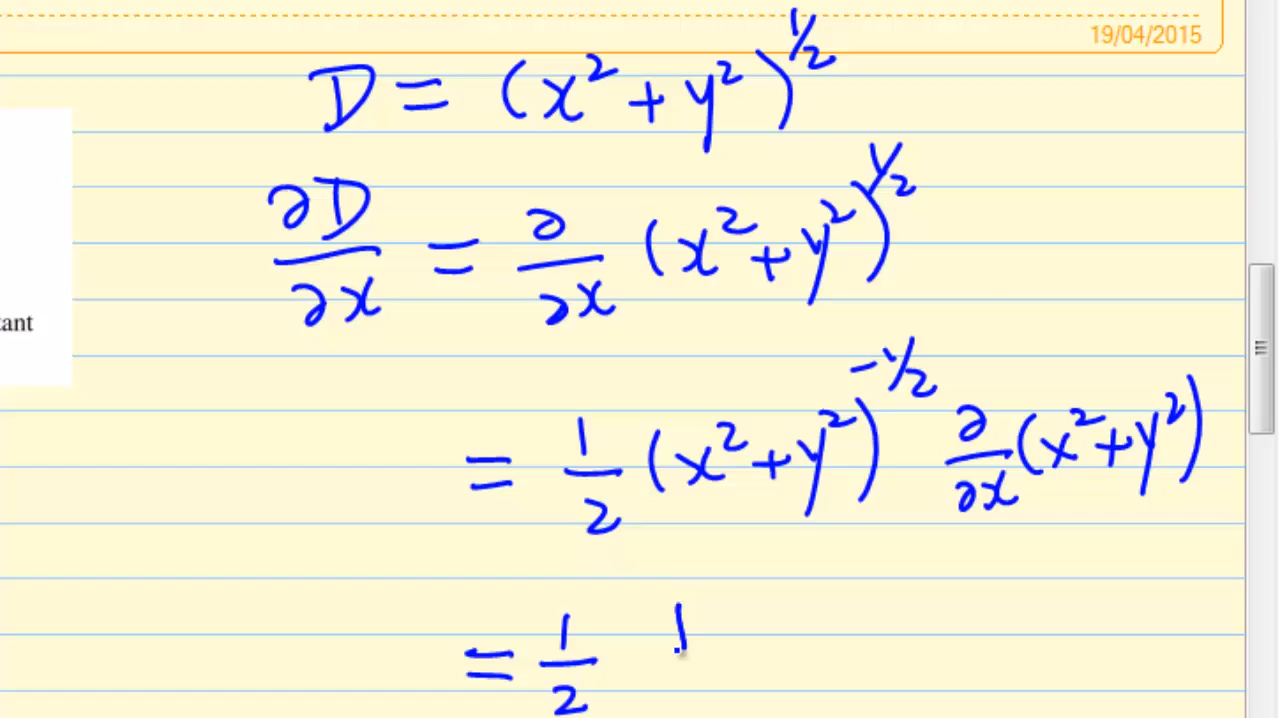 19/04/2015
D = (x² + y²)^½
∂D/∂x = ∂/∂x (x² + y²)^½
tant
= 1/2 (x² + y²)^-½ ∂/∂x (x² + y²)
= 1/2 1